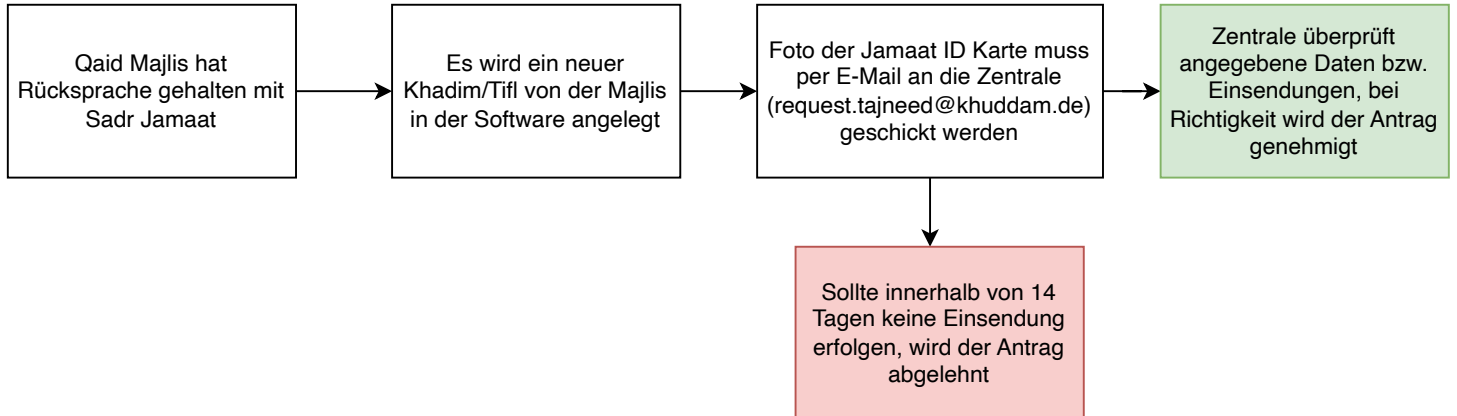 Qaid Majlis hat
Rücksprache gehalten mit
Sadr Jamaat
Es wird ein neuer
Khadim/Tifl von der Majlis
in der Software angelegt
Foto der Jamaat ID Karte muss
per E-Mail an die Zentrale
(request.tajneed@khuddam.de)
geschickt werden
Zentrale überprüft
angegebene Daten bzw.
Einsendungen, bei
Richtigkeit wird der Antrag
genehmigt
Sollte innerhalb von 14
Tagen keine Einsendung
erfolgen, wird der Antrag
abgelehnt